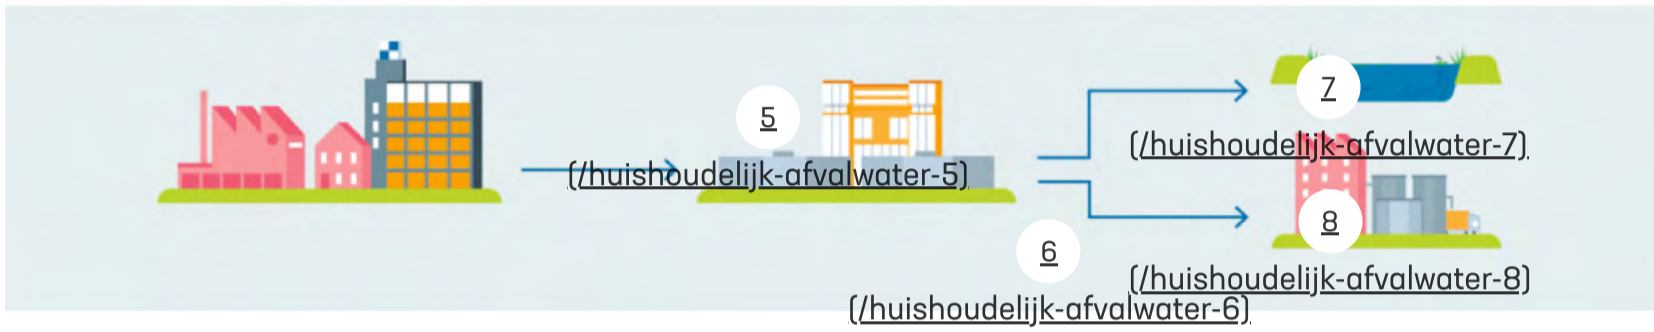 5
(/huishoudelijk-afvalwater-5)
6
(/huishoudelijk-afvalwater-6)
7
(/huishoudelijk-afvalwater-7)
8
(/huishoudelijk-afvalwater-8)